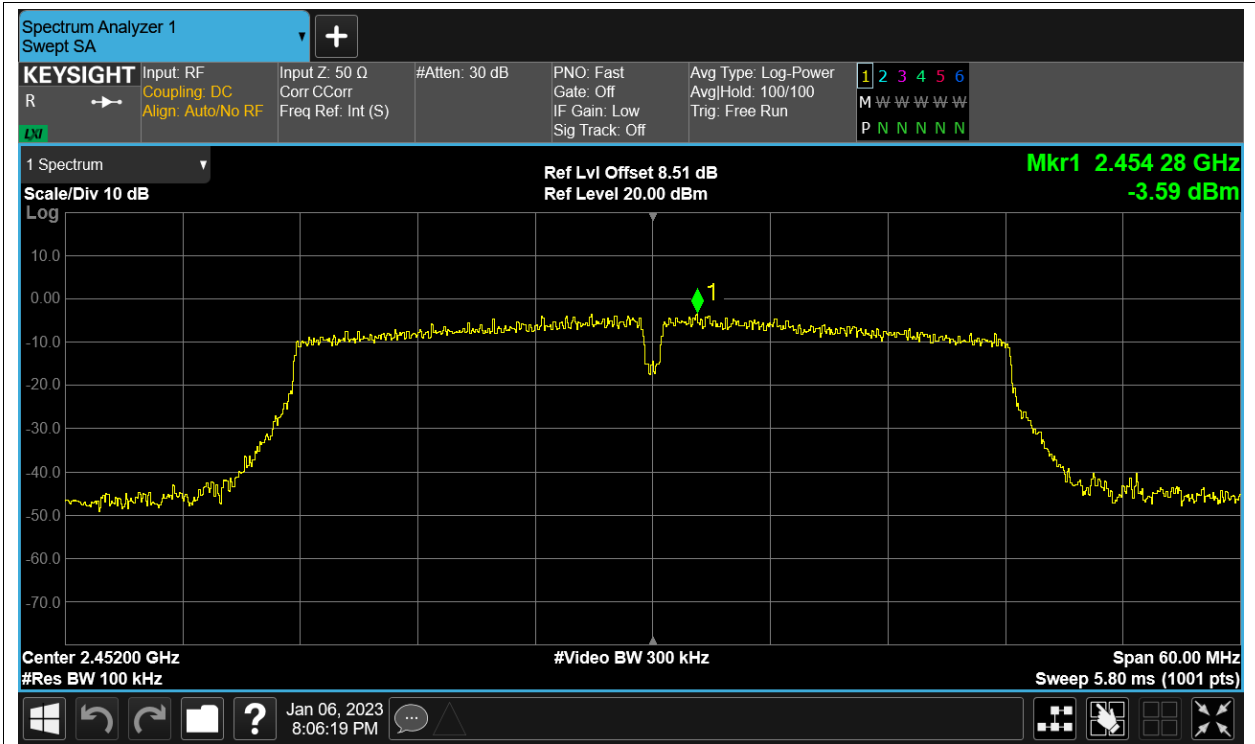 Spectrum Analyzer 1
Swept SA
+
KEYSIGHT
R
LXI
Input: RF
Coupling: DC
Align: Auto/No RF
Input Z: 50 Ω
Corr CCorr
Freq Ref: Int (S)
#Atten: 30 dB
PNO: Fast
Gate: Off
IF Gain: Low
Sig Track: Off
Avg Type: Log-Power
Avg|Hold: 100/100
Trig: Free Run
1 2 3 4 5 6
M W W W W W
P N N N N N
1 Spectrum
Scale/Div 10 dB
Log
Ref Lvl Offset 8.51 dB
Ref Level 20.00 dBm
Mkr1 2.454 28 GHz
-3.59 dBm
10.0
0.00
-10.0
-20.0
-30.0
-40.0
-50.0
-60.0
-70.0
1
Center 2.45200 GHz
#Res BW 100 kHz
#Video BW 300 kHz
Span 60.00 MHz
Sweep 5.80 ms (1001 pts)
?
Jan 06, 2023
8:06:19 PM